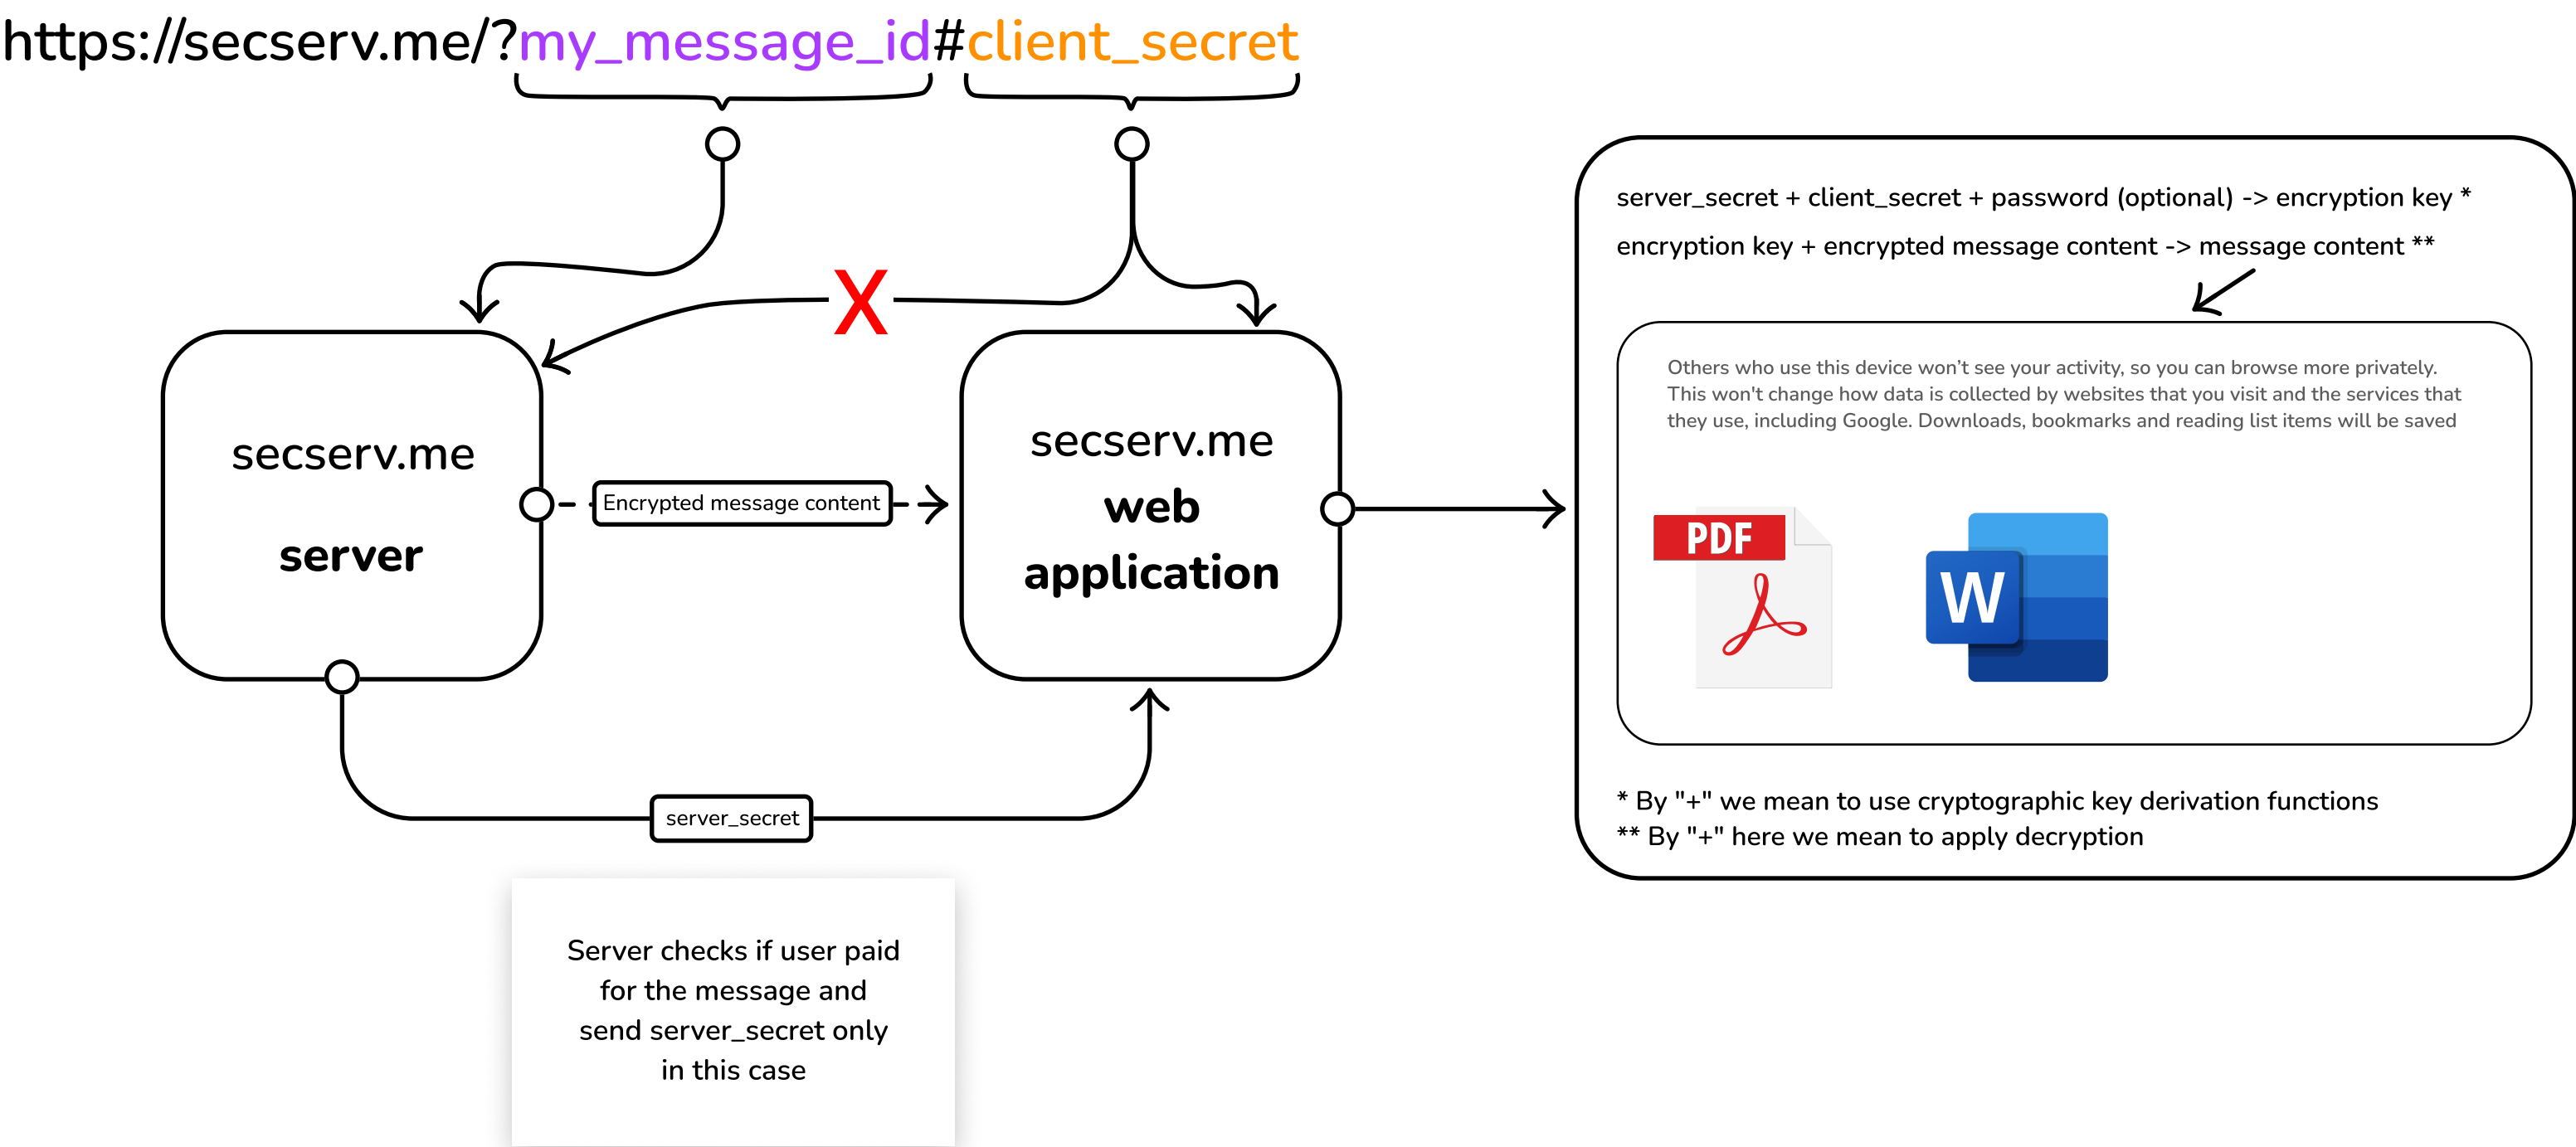 https://secserv.me/?my_message_id#client_secret
X
server_secret + client_secret + password (optional) -> encryption key *
encryption key + encrypted message content -> message content **
Others who use this device won’t see your activity, so you can browse more privately.
This won't change how data is collected by websites that you visit and the services that
they use, including Google. Downloads, bookmarks and reading list items will be saved
secserv.me
server
Encrypted message content
secserv.me
web
application
PDF
W
* By "+" we mean to use cryptographic key derivation functions
** By "+" here we mean to apply decryption
server_secret
Server checks if user paid
for the message and
send server_secret only
in this case